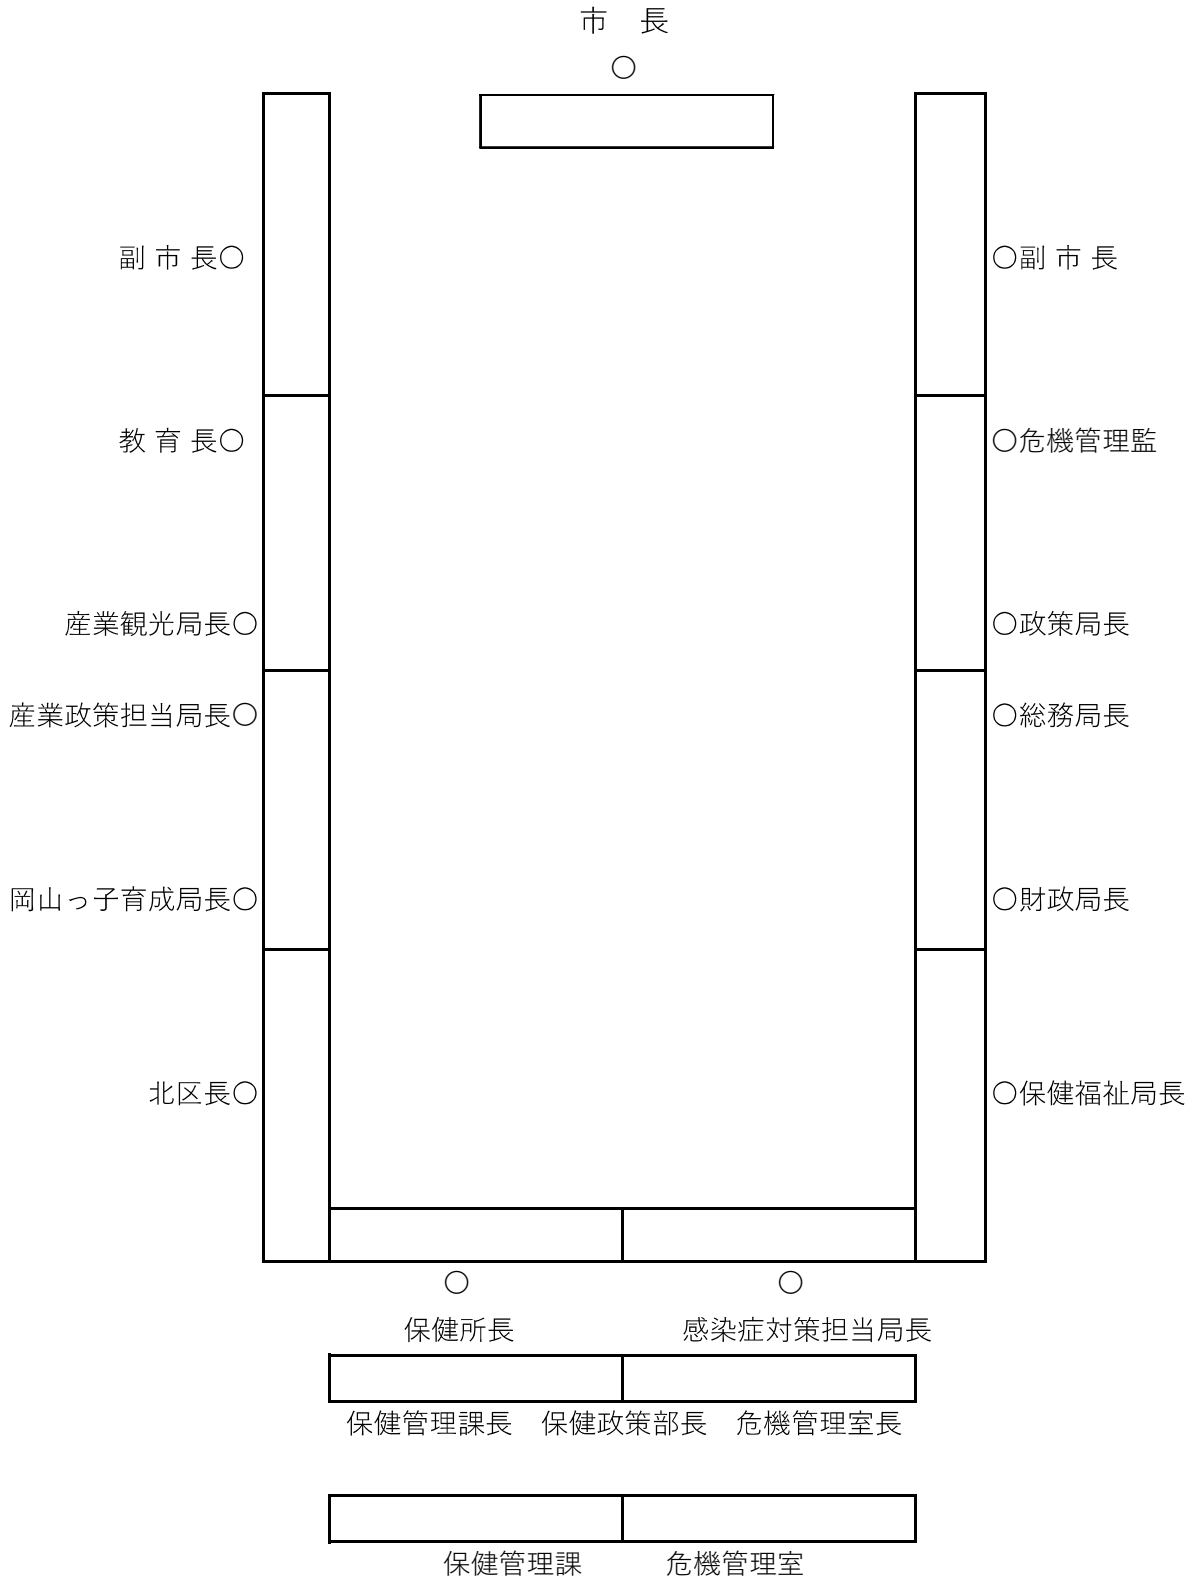 市　長
○
副 市 長○　○副 市 長
教 育 長○　○危機管理監
産業観光局長○　○政策局長
産業政策担当局長○　○総務局長
岡山っ子育成局長○　○財政局長
北区長○　○保健福祉局長
○　○
保健所長　感染症対策担当局長
保健管理課長　保健政策部長　危機管理室長
保健管理課　危機管理室